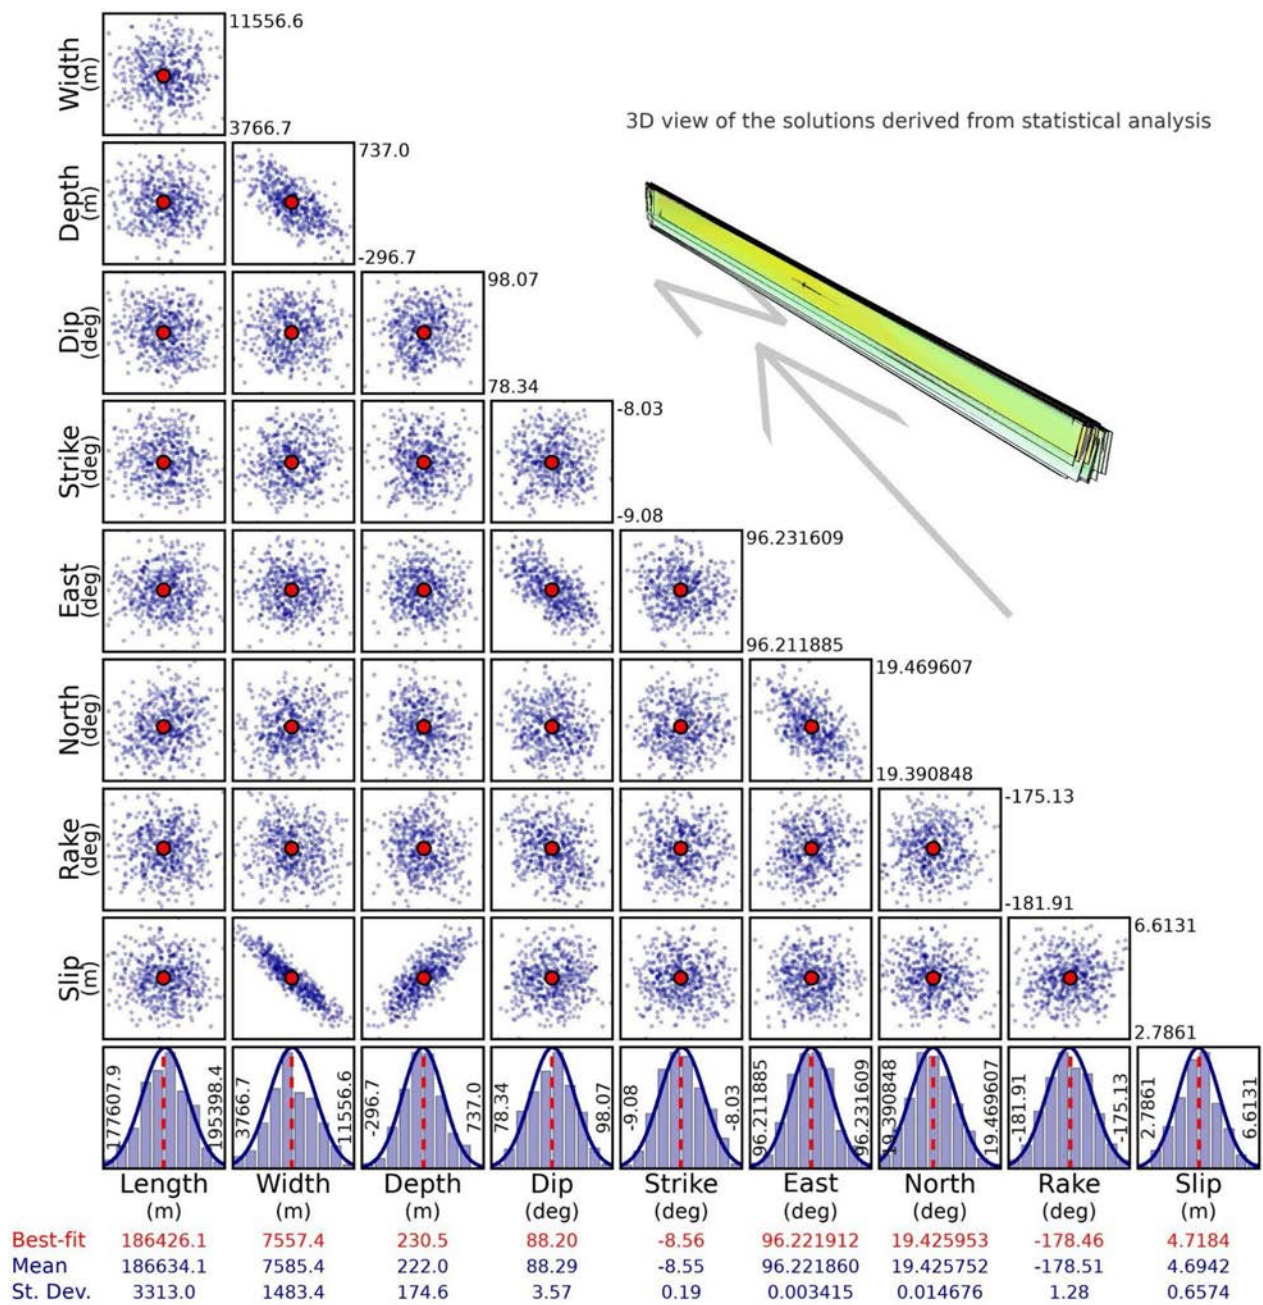 11556.6
Width
(m)
3766.7
3D view of the solutions derived from statistical analysis
737.0
Depth
(m)
-296.7
98.07
Dip
(deg)
78.34
-8.03
Strike
(deg)
-9.08
96.231609
East
(deg)
96.211885
19.469607
North
(deg)
19.390848
-175.13
Rake
(deg)
-181.91
6.6131
Slip
(m)
2.7861
177607.9 195398.4 3766.7 11556.6 -296.7 737.0 78.34 98.07 -9.08 -8.03 96.211885 96.231609 19.390848 19.469607 -181.91 -175.13 2.7861 6.6131
Length Width Depth Dip Strike East North Rake Slip
(m) (m) (m) (deg) (deg) (deg) (deg) (deg) (m)
Best-fit 186426.1 7557.4 230.5 88.20 -8.56 96.221912 19.425953 -178.46 4.7184
Mean 186634.1 7585.4 222.0 88.29 -8.55 96.221860 19.425752 -178.51 4.6942
St. Dev. 3313.0 1483.4 174.6 3.57 0.19 0.003415 0.014676 1.28 0.6574